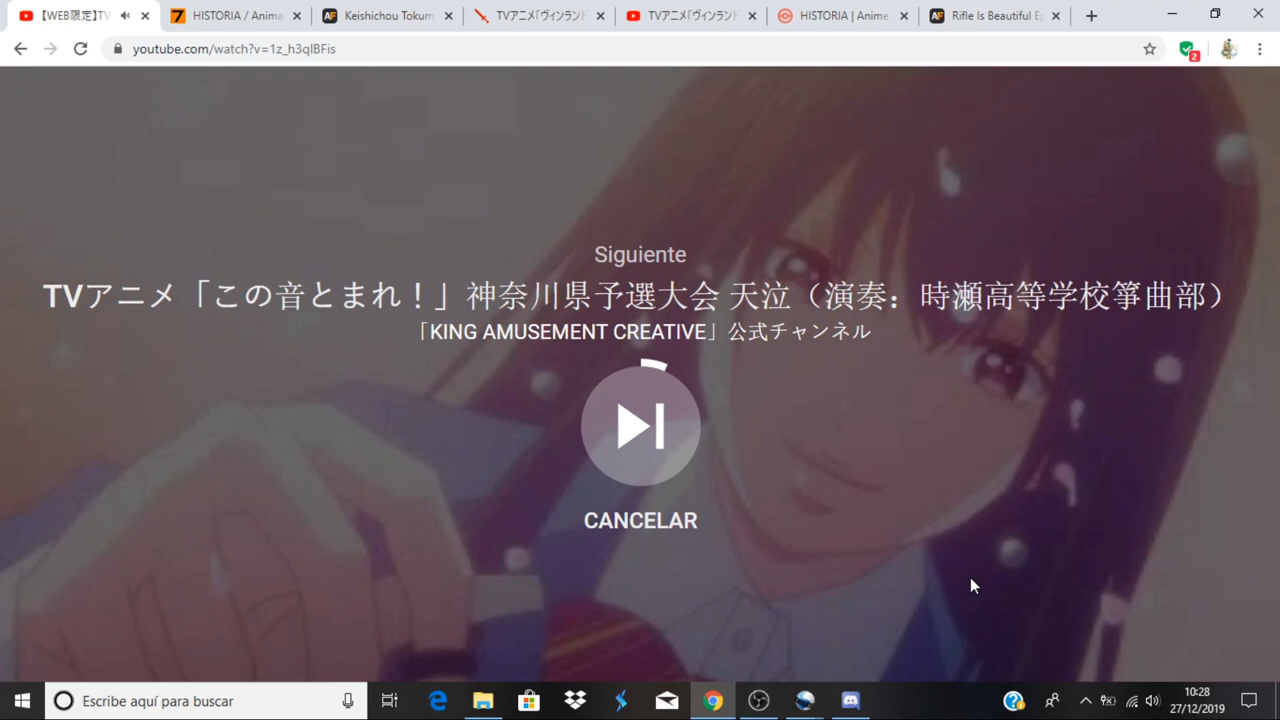 【WEB限定】TV
HISTORIA / Anima
Keishichou Tokum
TVアニメ「ヴィンランド
TVアニメ「ヴィンランド
HISTORIA | Anime
Rifle Is Beautiful Ep
youtube.com/watch?v=1z_h3qIBFis
2
Siguiente
TVアニメ「この音とまれ！」神奈川県予選大会 天泣（演奏：時瀬高等学校箏曲部）
「KING AMUSEMENT CREATIVE」公式チャンネル
CANCELAR
Escribe aquí para buscar
10:28
27/12/2019